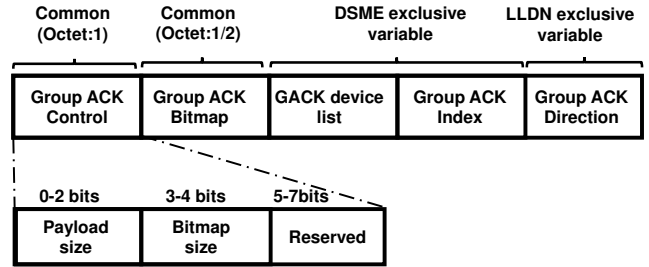 Common Common DSME exclusive LLDN exclusive
(Octet:1) (Octet:1/2) variable variable
Group ACK Group ACK GACK device Group ACK Group ACK
Control Bitmap list Index Direction
0-2 bits 3-4 bits 5-7bits
Payload Bitmap Reserved
size size